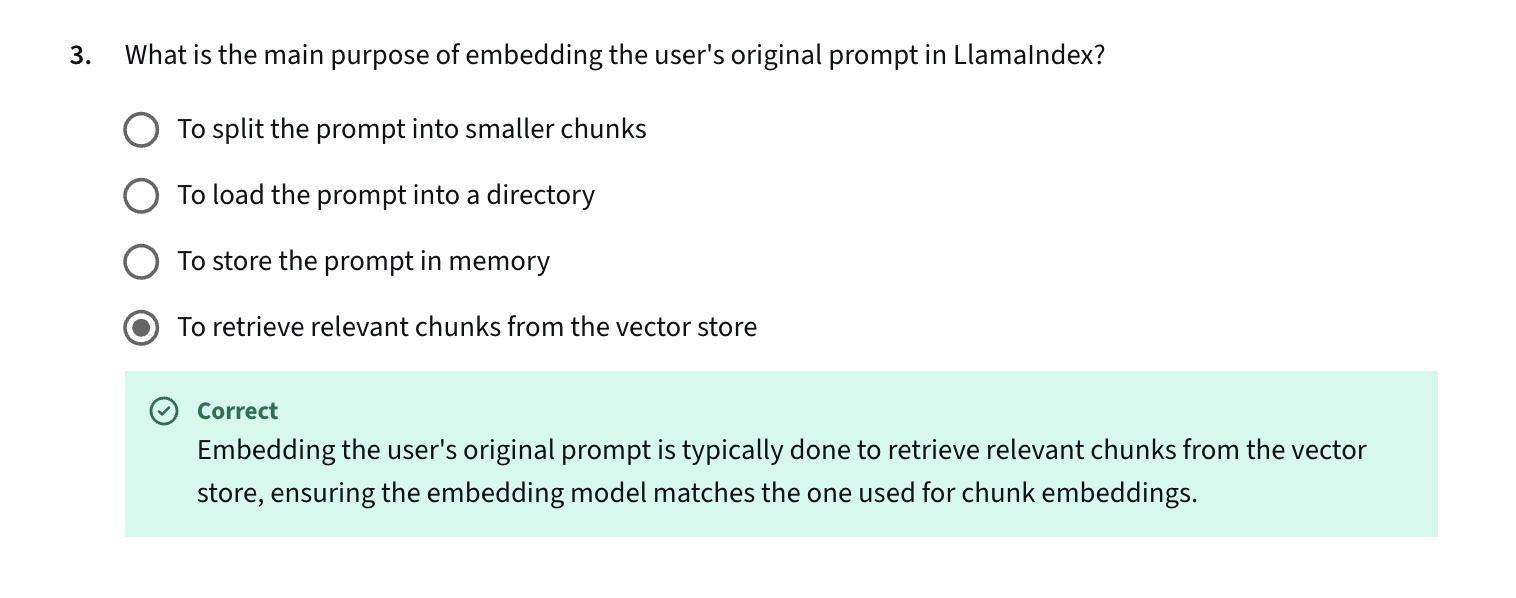 3. What is the main purpose of embedding the user's original prompt in LlamaIndex?
To split the prompt into smaller chunks
To load the prompt into a directory
To store the prompt in memory
To retrieve relevant chunks from the vector store
Correct
Embedding the user's original prompt is typically done to retrieve relevant chunks from the vector
store, ensuring the embedding model matches the one used for chunk embeddings.